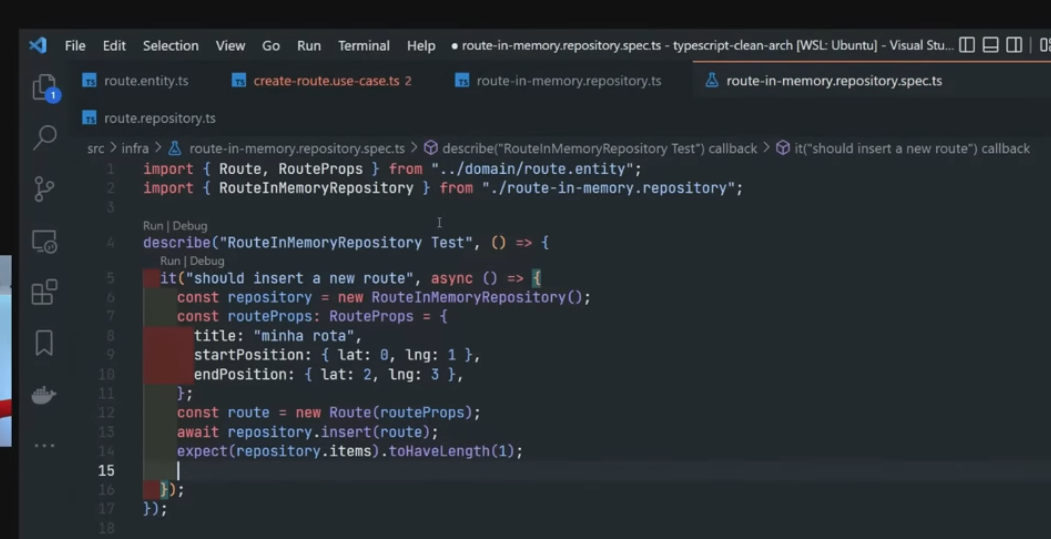 File Edit Selection View Go Run Terminal Help ● route-in-memory.repository.spec.ts - typescript-clean-arch [WSL: Ubuntu] - Visual Stu...
1
TS route.entity.ts TS create-route.use-case.ts 2 TS route-in-memory.repository.ts route-in-memory.repository.spec.ts
TS route.repository.ts
src > infra > route-in-memory.repository.spec.ts > describe("RouteInMemoryRepository Test") callback > it("should insert a new route") callback
1 import { Route, RouteProps } from "../domain/route.entity";
2 import { RouteInMemoryRepository } from "./route-in-memory.repository";
3
Run | Debug
4 describe("RouteInMemoryRepository Test", () => {
Run | Debug
5 it("should insert a new route", async () => {
6 const repository = new RouteInMemoryRepository();
7 const routeProps: RouteProps = {
8 title: "minha rota",
9 startPosition: { lat: 0, lng: 1 },
10 endPosition: { lat: 2, lng: 3 },
11 };
12 const route = new Route(routeProps);
13 await repository.insert(route);
14 expect(repository.items).toHaveLength(1);
15
16 });
17 });
18